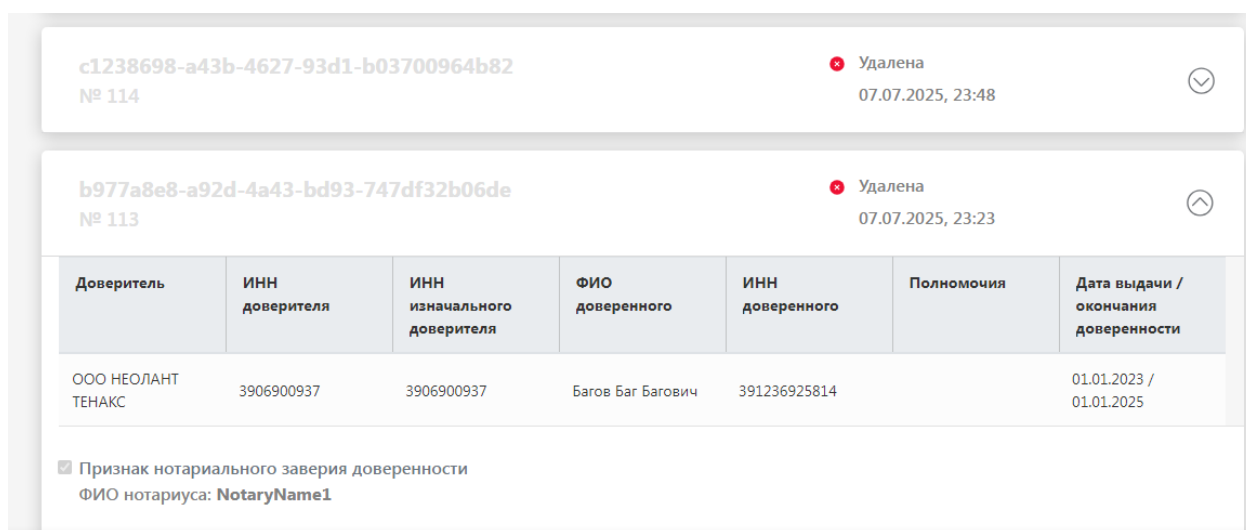 c1238698-a43b-4627-93d1-b03700964b82
Удалена
№ 114
07.07.2025, 23:48
b977a8e8-a92d-4a43-bd93-747df32b06de
Удалена
№ 113
07.07.2025, 23:23
Доверитель ИНН доверителя ИНН изначального доверителя ФИО доверенного ИНН доверенного Полномочия Дата выдачи / окончания доверенности
ООО НЕОЛАНТ ТЕНАКС 3906900937 3906900937 Багов Баг Багович 391236925814 01.01.2023 / 01.01.2025
Признак нотариального заверия доверенности
ФИО нотариуса: NotaryName1